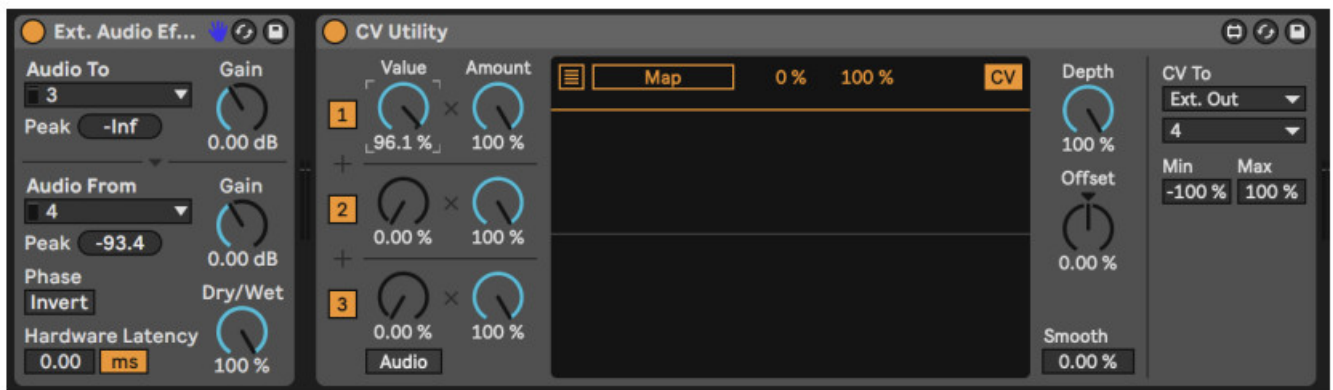 Ext. Audio Ef...
Audio To
Gain
3
Peak -Inf
0.00 dB
Audio From
Gain
4
Peak -93.4
0.00 dB
Phase
Invert
Dry/Wet
Hardware Latency
0.00 ms
100 %
CV Utility
Value Amount
1
×
96.1 % 100 %
+
2
×
0.00 % 100 %
+
3
×
0.00 % 100 %
Audio
Map 0 % 100 % CV
Depth
100 %
Offset
0.00 %
Smooth
0.00 %
CV To
Ext. Out
4
Min Max
-100 % 100 %